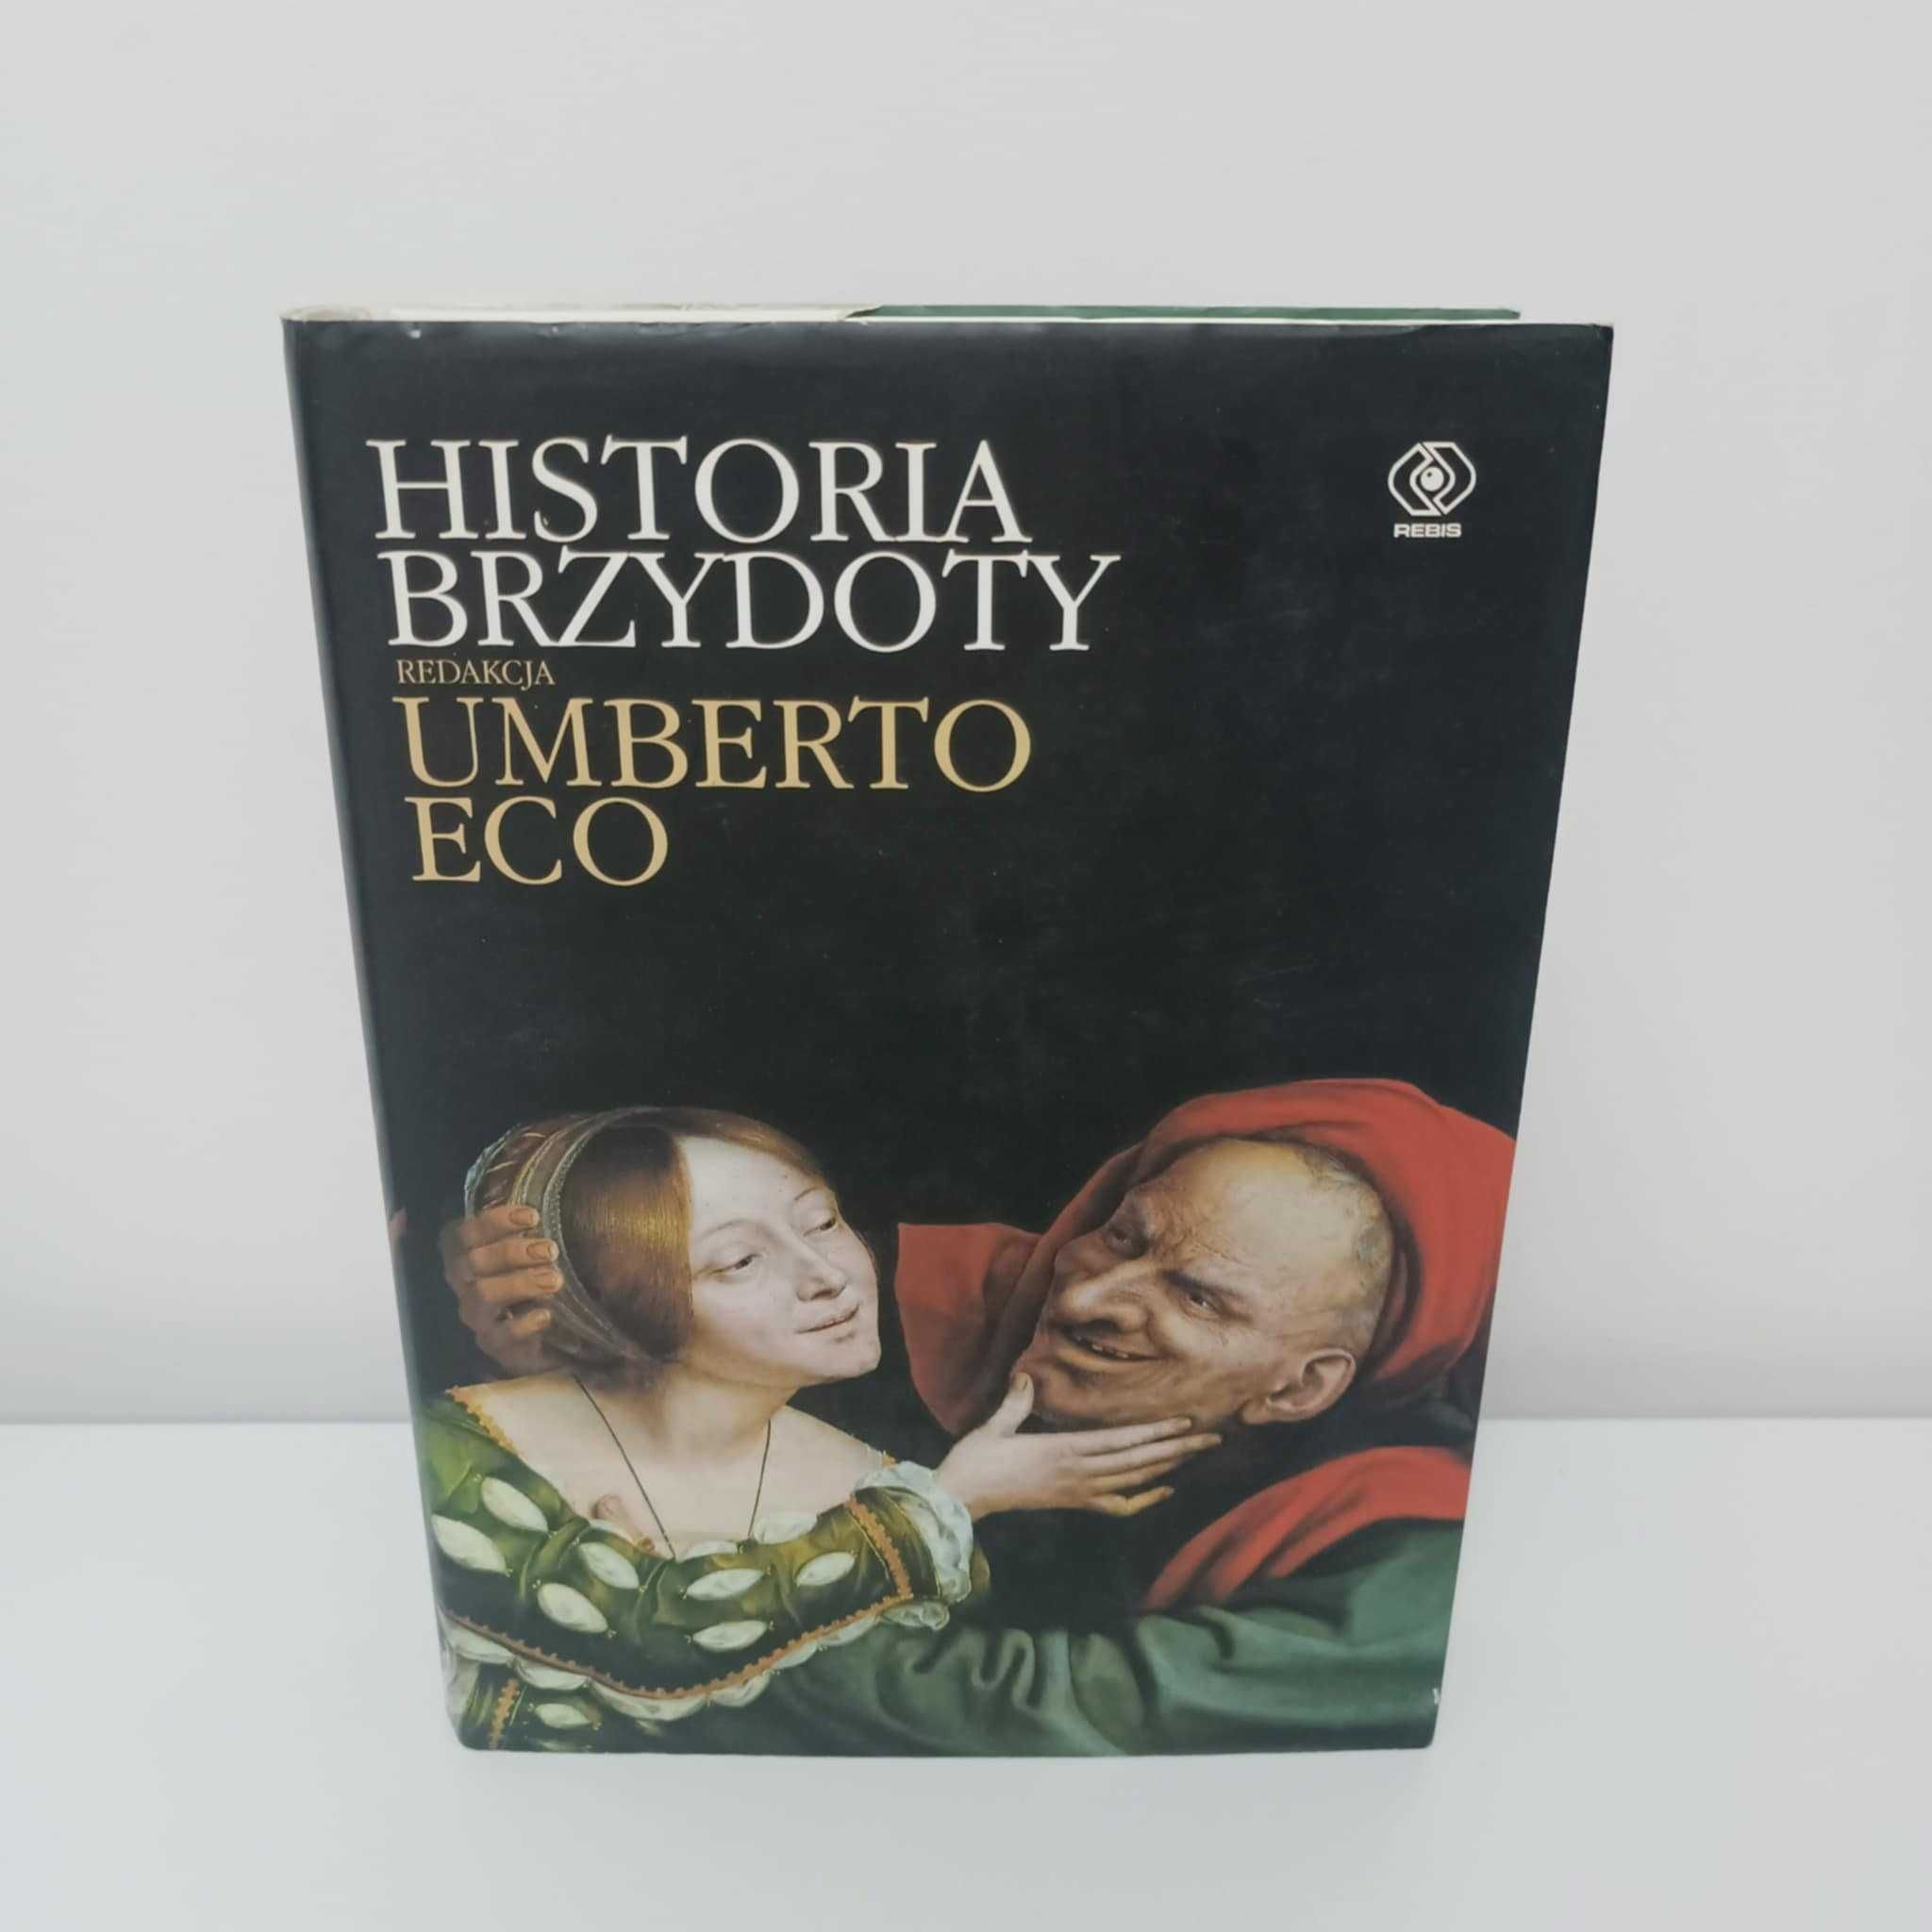 HISTORIA
BRZYDOTY
REDAKCJA
UMBERTO
ECO
REBIS